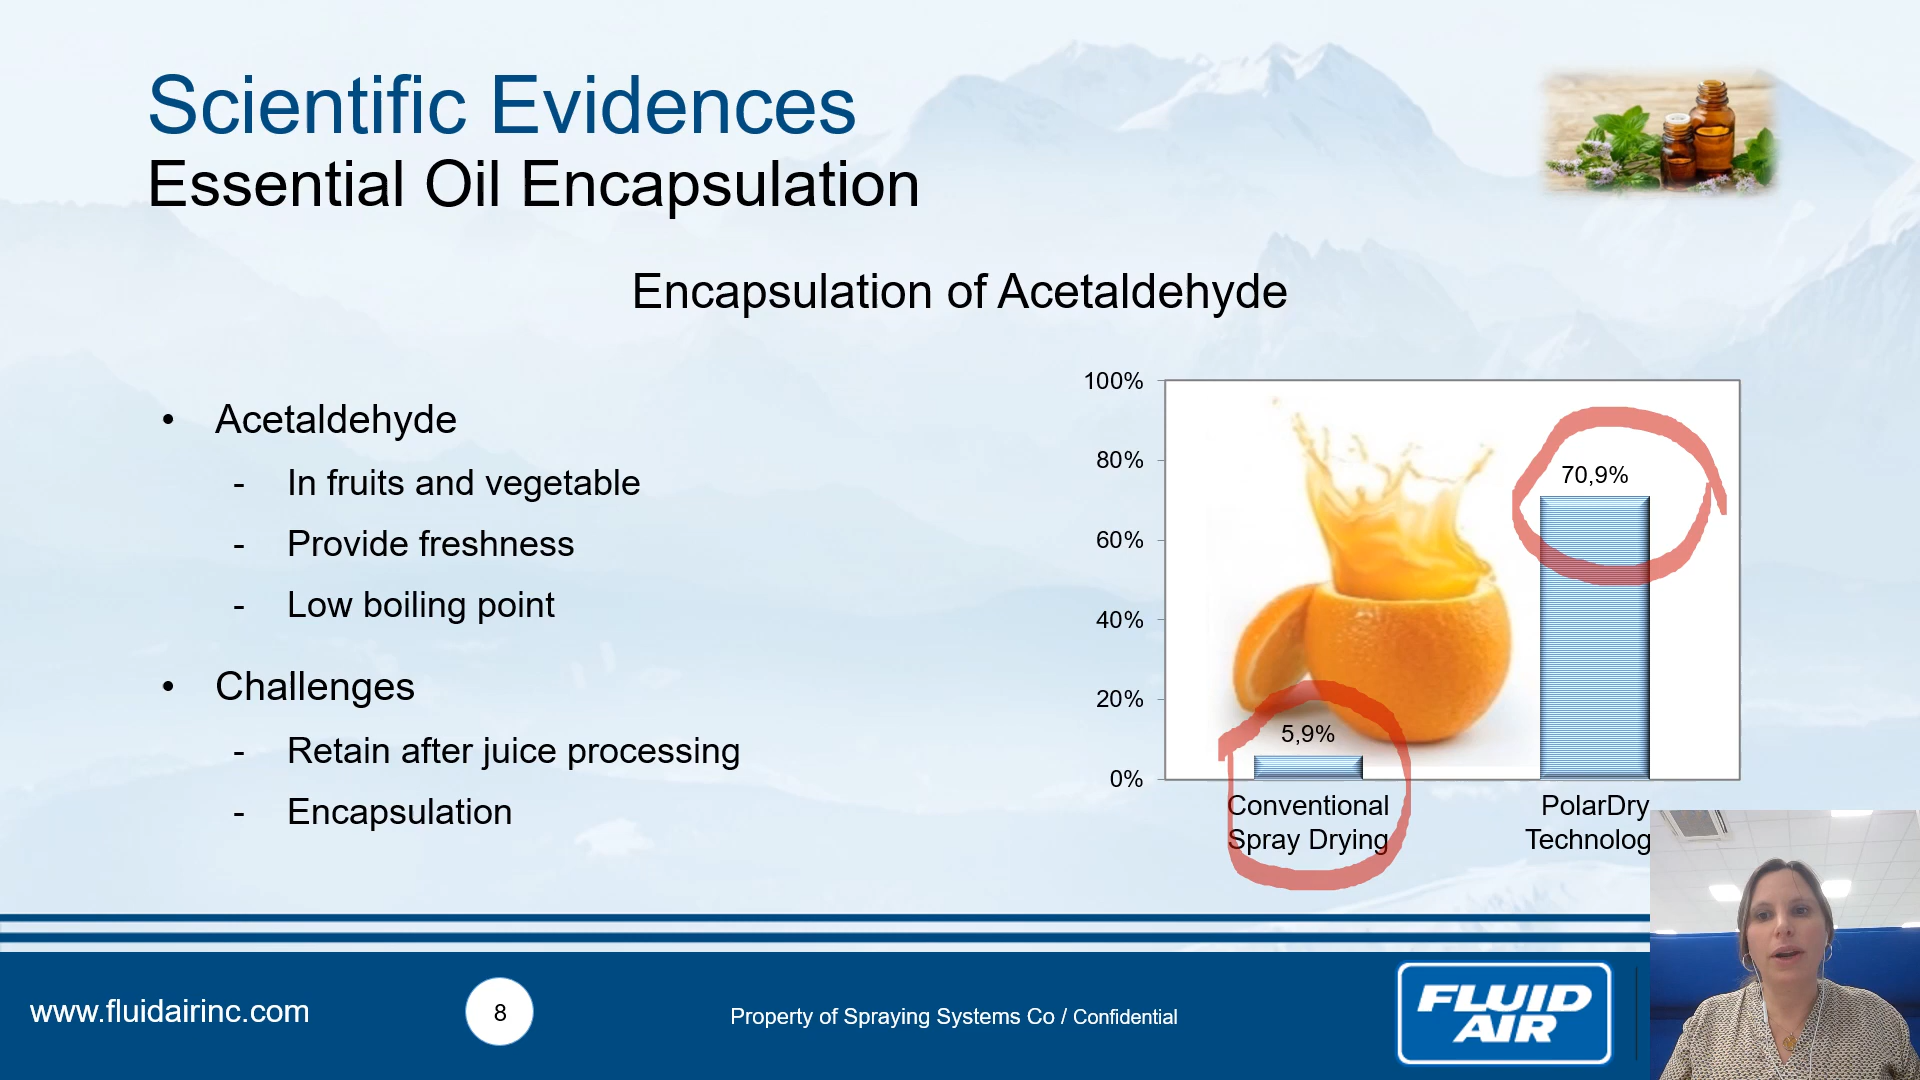 Scientific Evidences
Essential Oil Encapsulation
Encapsulation of Acetaldehyde
• Acetaldehyde
- In fruits and vegetable
- Provide freshness
- Low boiling point
• Challenges
- Retain after juice processing
- Encapsulation
100%
80%
60%
40%
20%
0%
70,9%
5,9%
Conventional
Spray Drying
PolarDry
Technolog
www.fluidairinc.com
8
Property of Spraying Systems Co / Confidential
FLUID
AIR